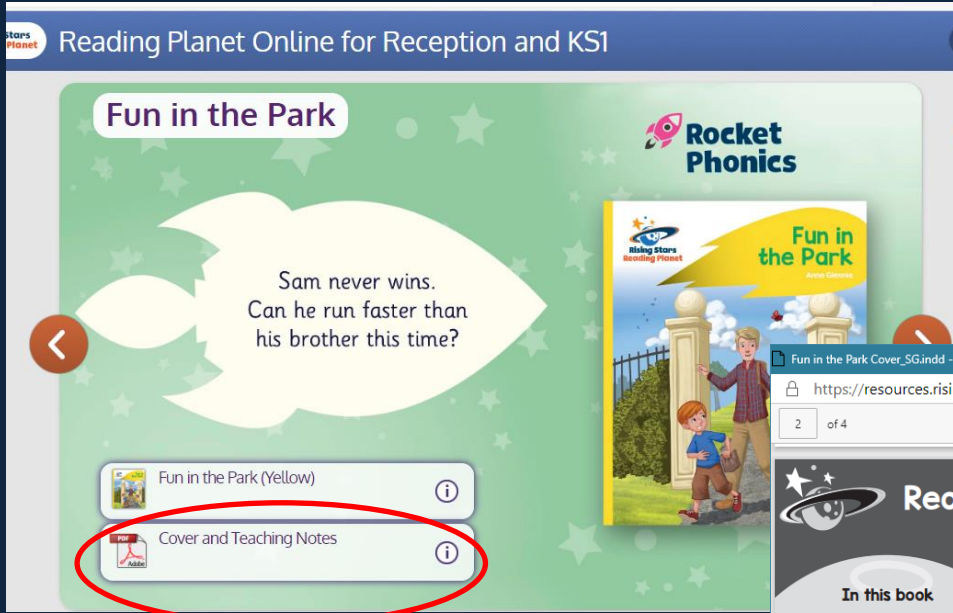 Stars
Planet
Reading Planet Online for Reception and KS1
Fun in the Park
Rocket
Phonics
Sam never wins.
Can he run faster than
his brother this time?
Rising Stars
Reading Planet
Fun in
the Park
Fun in the Park (Yellow)
PDF
Adobe
Cover and Teaching Notes
Fun in the Park Cover_SG.indd -
https://resources.risi
2 of 4
Rea
In this book